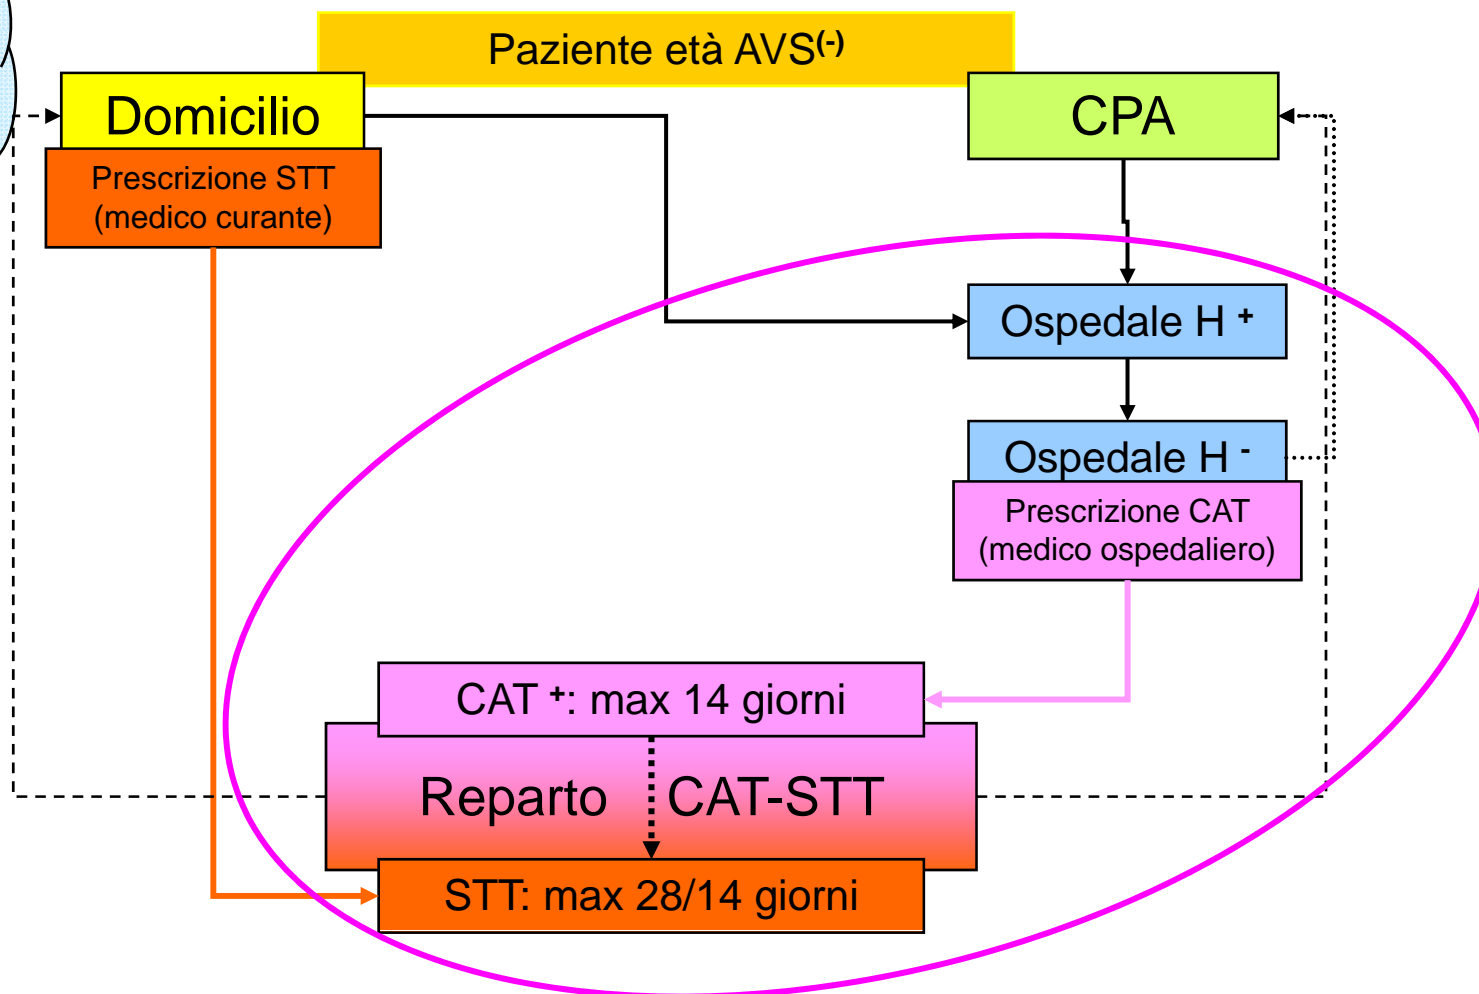 Paziente età AVS(-)
Domicilio
CPA
Prescrizione STT
(medico curante)
Ospedale H +
Ospedale H -
Prescrizione CAT
(medico ospedaliero)
CAT +: max 14 giorni
Reparto CAT-STT
STT: max 28/14 giorni